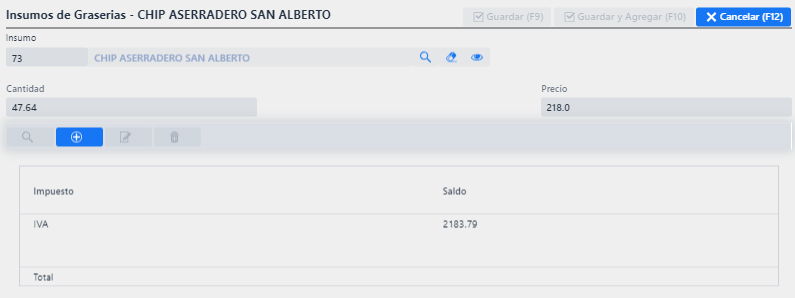 Insumos de Graserias - CHIP ASERRADERO SAN ALBERTO
Guardar (F9) Guardar y Agregar (F10) Cancelar (F12)
Insumo
73 CHIP ASERRADERO SAN ALBERTO
Cantidad Precio
47.64 218.0
Impuesto Saldo
IVA 2183.79
Total